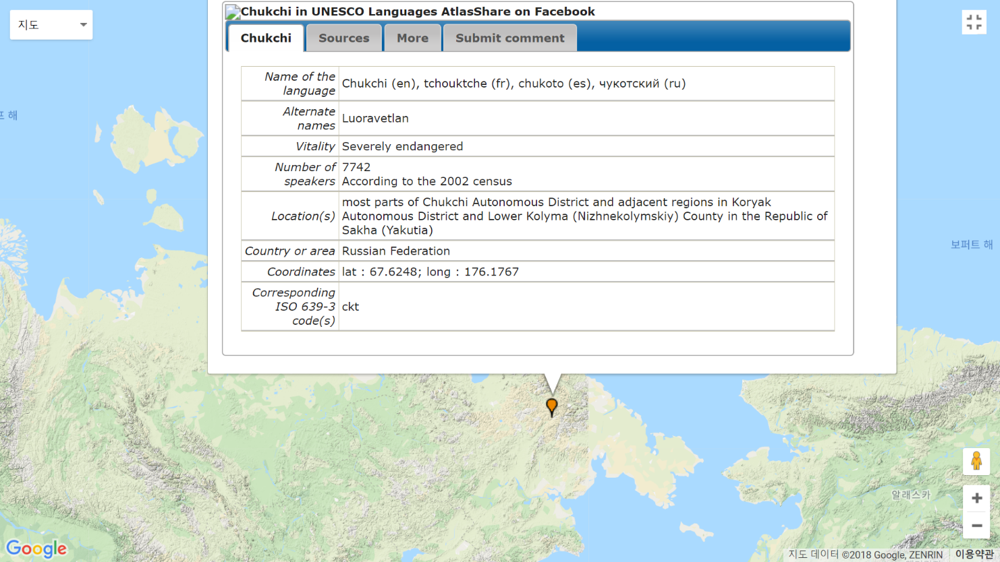 Chukchi in UNESCO Languages AtlasShare on Facebook
지도
Chukchi
Sources
More
Submit comment
Name of the
language
Chukchi (en), tchouktche (fr), chukoto (es), чукотский (ru)
Alternate
names
Luoravetlan
Vitality
Severely endangered
Number of
speakers
7742
According to the 2002 census
Location(s)
most parts of Chukchi Autonomous District and adjacent regions in Koryak
Autonomous District and Lower Kolyma (Nizhnekolymskiy) County in the Republic of
Sakha (Yakutia)
Country or area
Russian Federation
Coordinates
lat : 67.6248; long : 176.1767
Corresponding
ISO 639-3
code(s)
ckt
해
보퍼트 해
알래스카
Google
지도 데이터 ©2018 Google, ZENRIN
이용약관